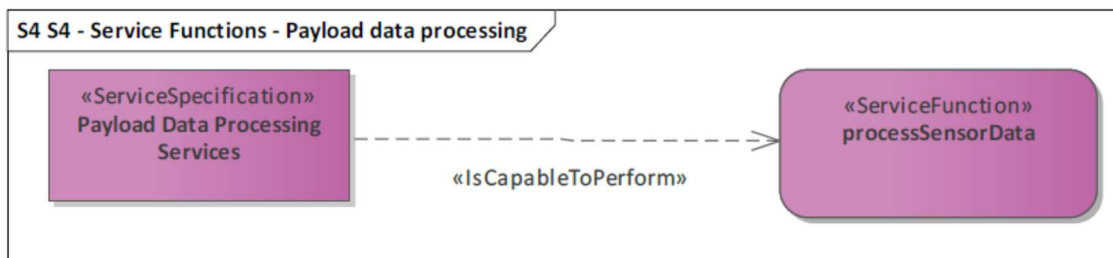 S4 S4 - Service Functions - Payload data processing
«ServiceSpecification»
Payload Data Processing
Services
«IsCapableToPerform»
«ServiceFunction»
processSensorData